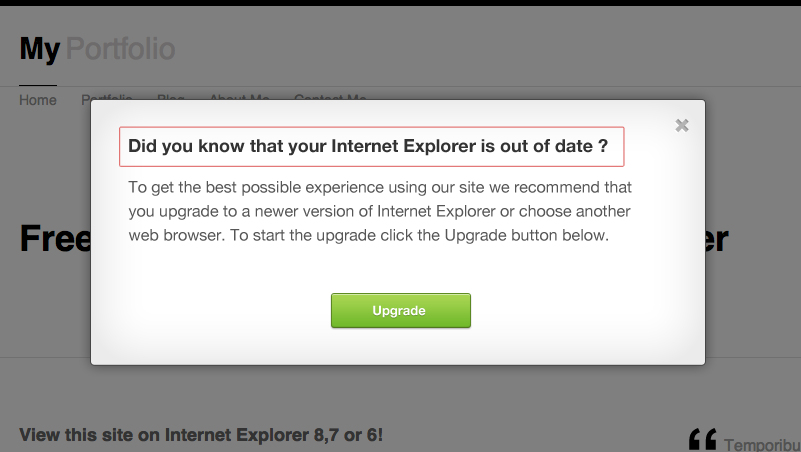 My Portfolio
Home Portfolio Blog About Me Contact Me
Did you know that your Internet Explorer is out of date ?
To get the best possible experience using our site we recommend that
you upgrade to a newer version of Internet Explorer or choose another
web browser. To start the upgrade click the Upgrade button below.
Free
Upgrade
View this site on Internet Explorer 8,7 or 6!